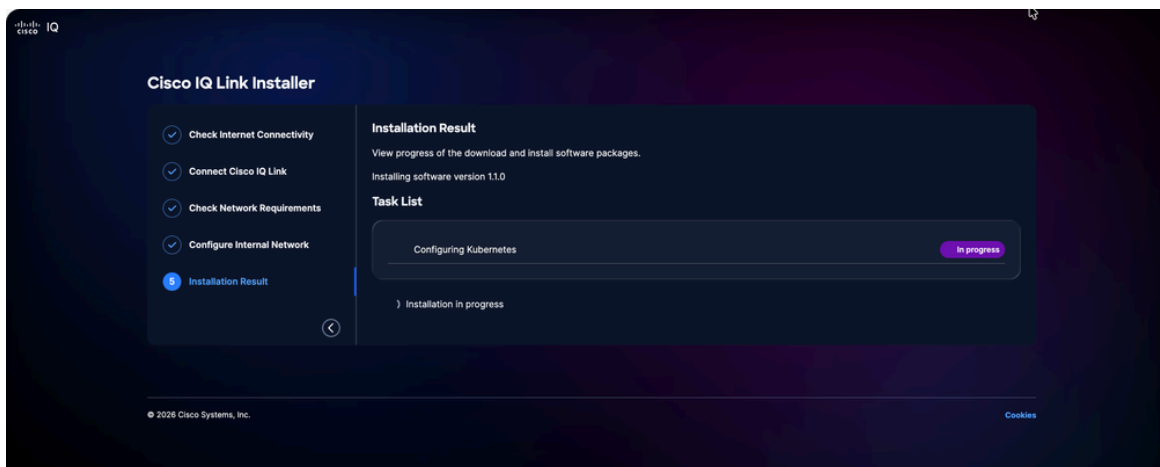 cisco IQ
Cisco IQ Link Installer
Check Internet Connectivity
Connect Cisco IQ Link
Check Network Requirements
Configure Internal Network
5 Installation Result
Installation Result
View progress of the download and install software packages.
Installing software version 1.1.0
Task List
Configuring Kubernetes In progress
Installation in progress
© 2026 Cisco Systems, Inc. Cookies